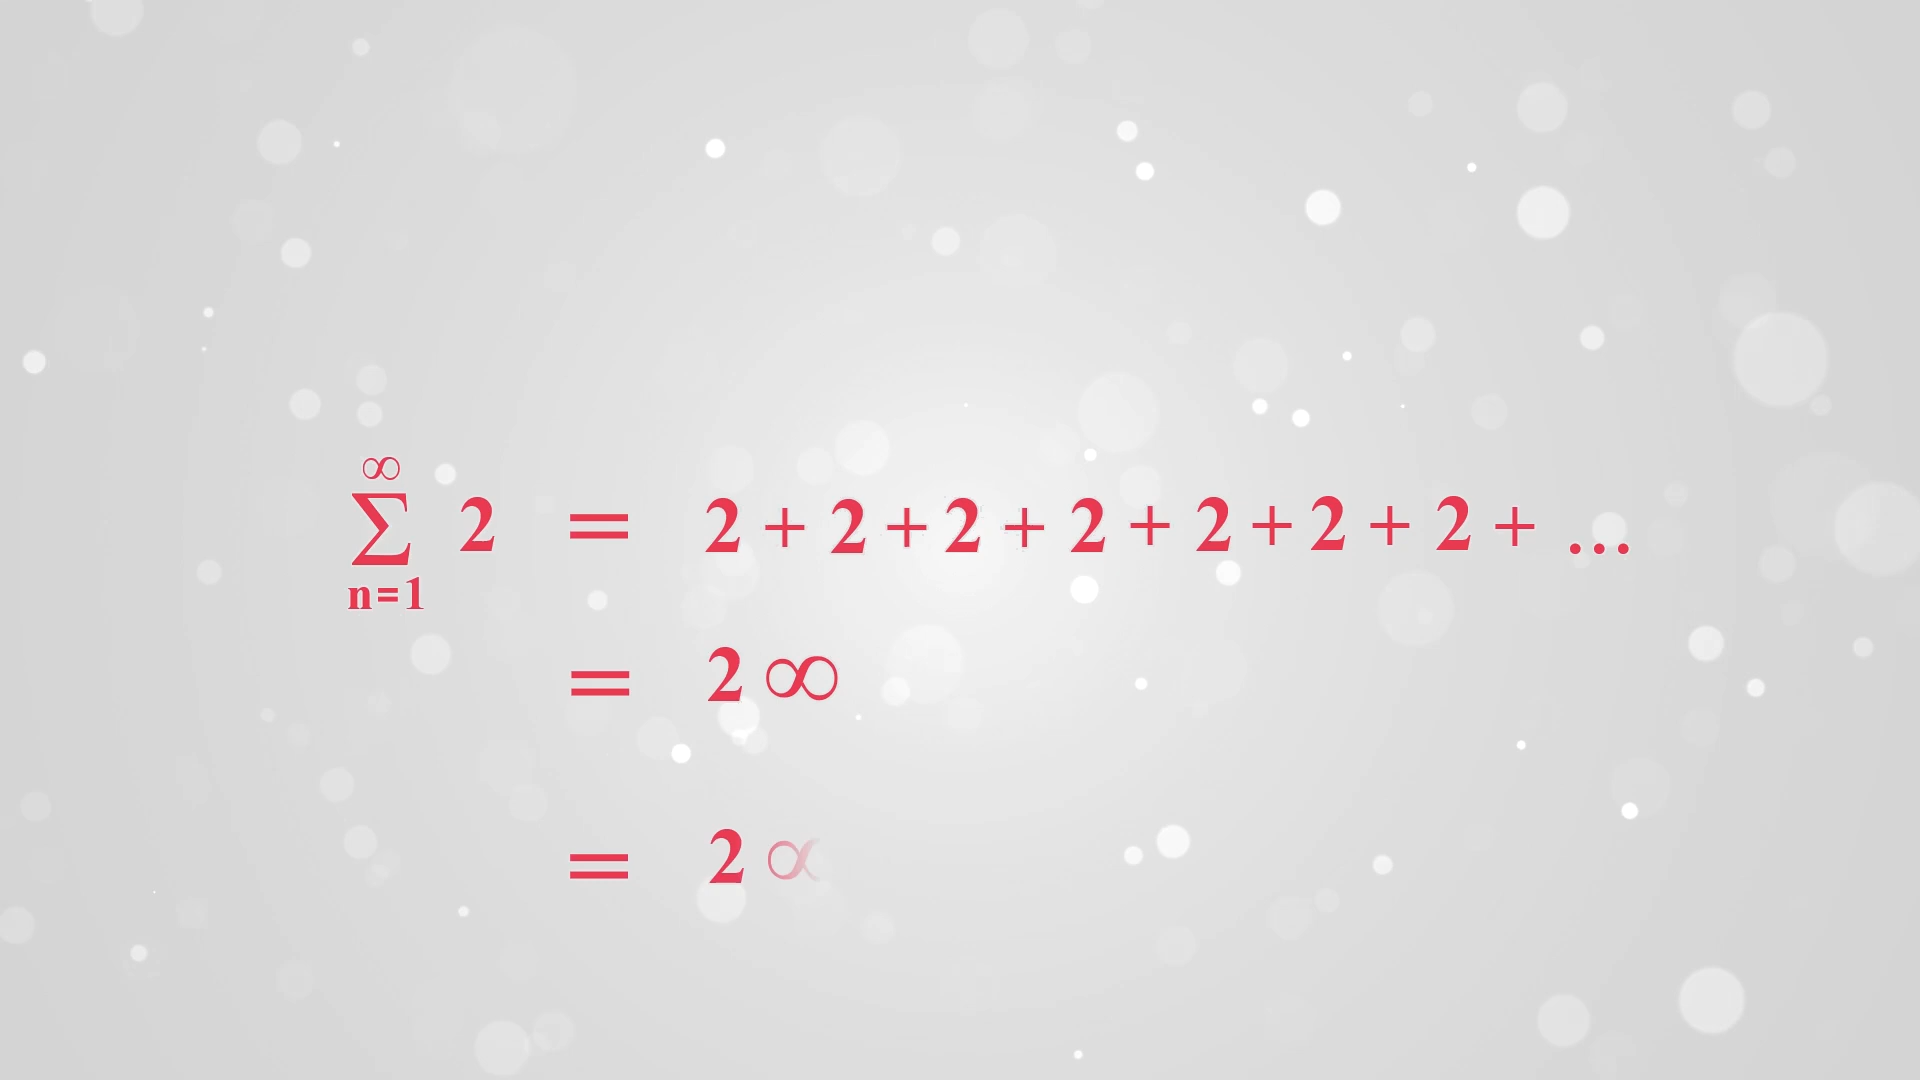 ∞
∑ 2 = 2 + 2 + 2 + 2 + 2 + 2 + 2 + ...
n=1
= 2 ∞
= 2 ∝